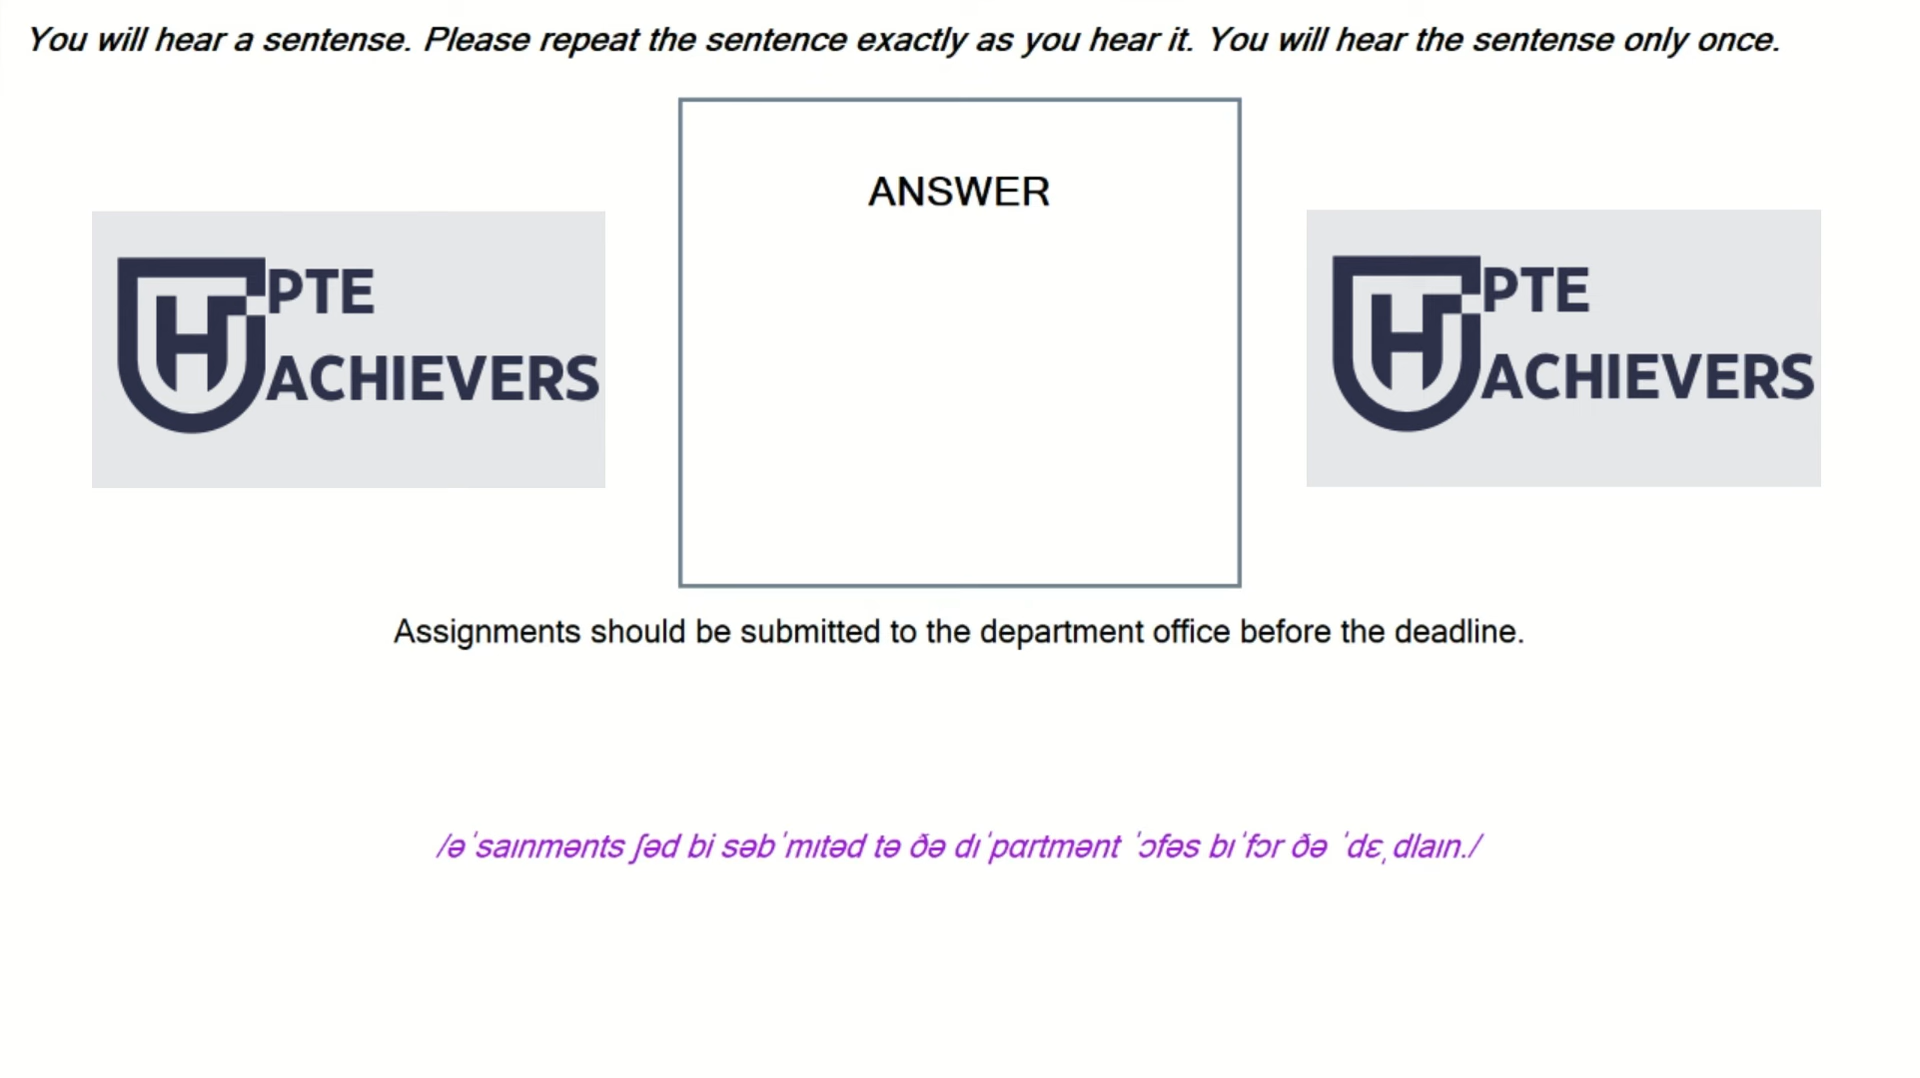 You will hear a sentense. Please repeat the sentence exactly as you hear it. You will hear the sentense only once.
ANSWER
PTE
ACHIEVERS
PTE
ACHIEVERS
Assignments should be submitted to the department office before the deadline.
/əˈsaɪnmənts ʃəd bi səbˈmɪtəd tə ðə dɪˈpɑrtmənt ˈɔfəs bɪˈfɔr ðə ˈdɛˌdlaɪn./